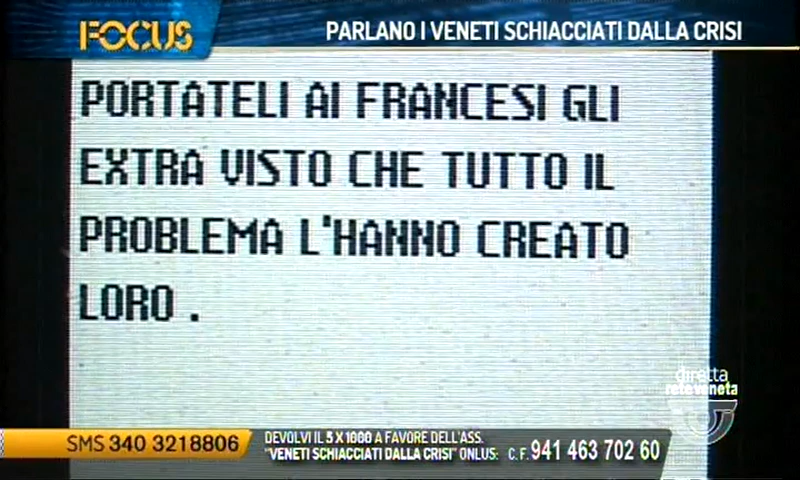 FOCUS
PARLANO I VENETI SCHIACCIATI DALLA CRISI
PORTATELI AI FRANCESI GLI
EXTRA VISTO CHE TUTTO IL
PROBLEMA L'HANNO CREATO
LORO .
diretta
reteveneta
SMS 340 3218806
DEVOLVI IL 5 X 1000 A FAVORE DELL'ASS.
"VENETI SCHIACCIATI DALLA CRISI" ONLUS: C.F. 941 463 702 60